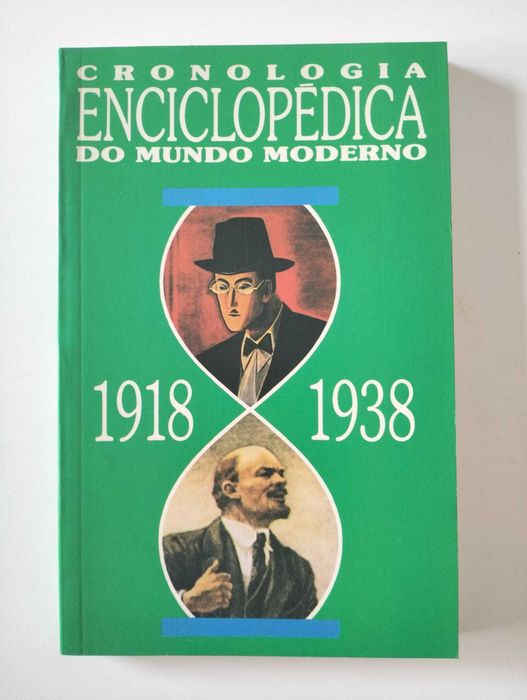 CRONOLOGIA
ENCICLOPÉDICA
DO MUNDO MODERNO
1918 1938